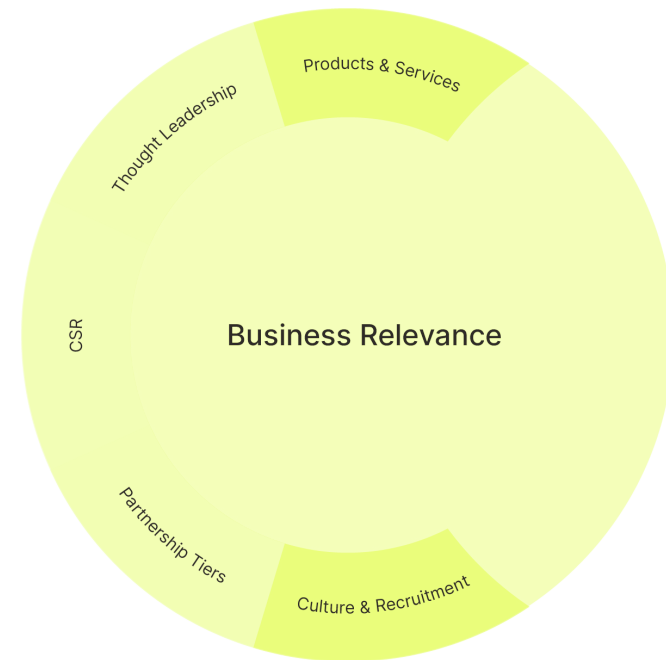 Products & Services
Thought Leadership
CSR
Business Relevance
Partnership Tiers
Culture & Recruitment